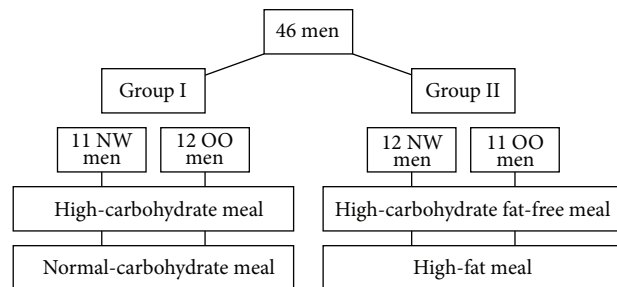 46 men
Group I
Group II
11 NW
men
12 OO
men
12 NW
men
11 OO
men
High-carbohydrate meal
High-carbohydrate fat-free meal
Normal-carbohydrate meal
High-fat meal